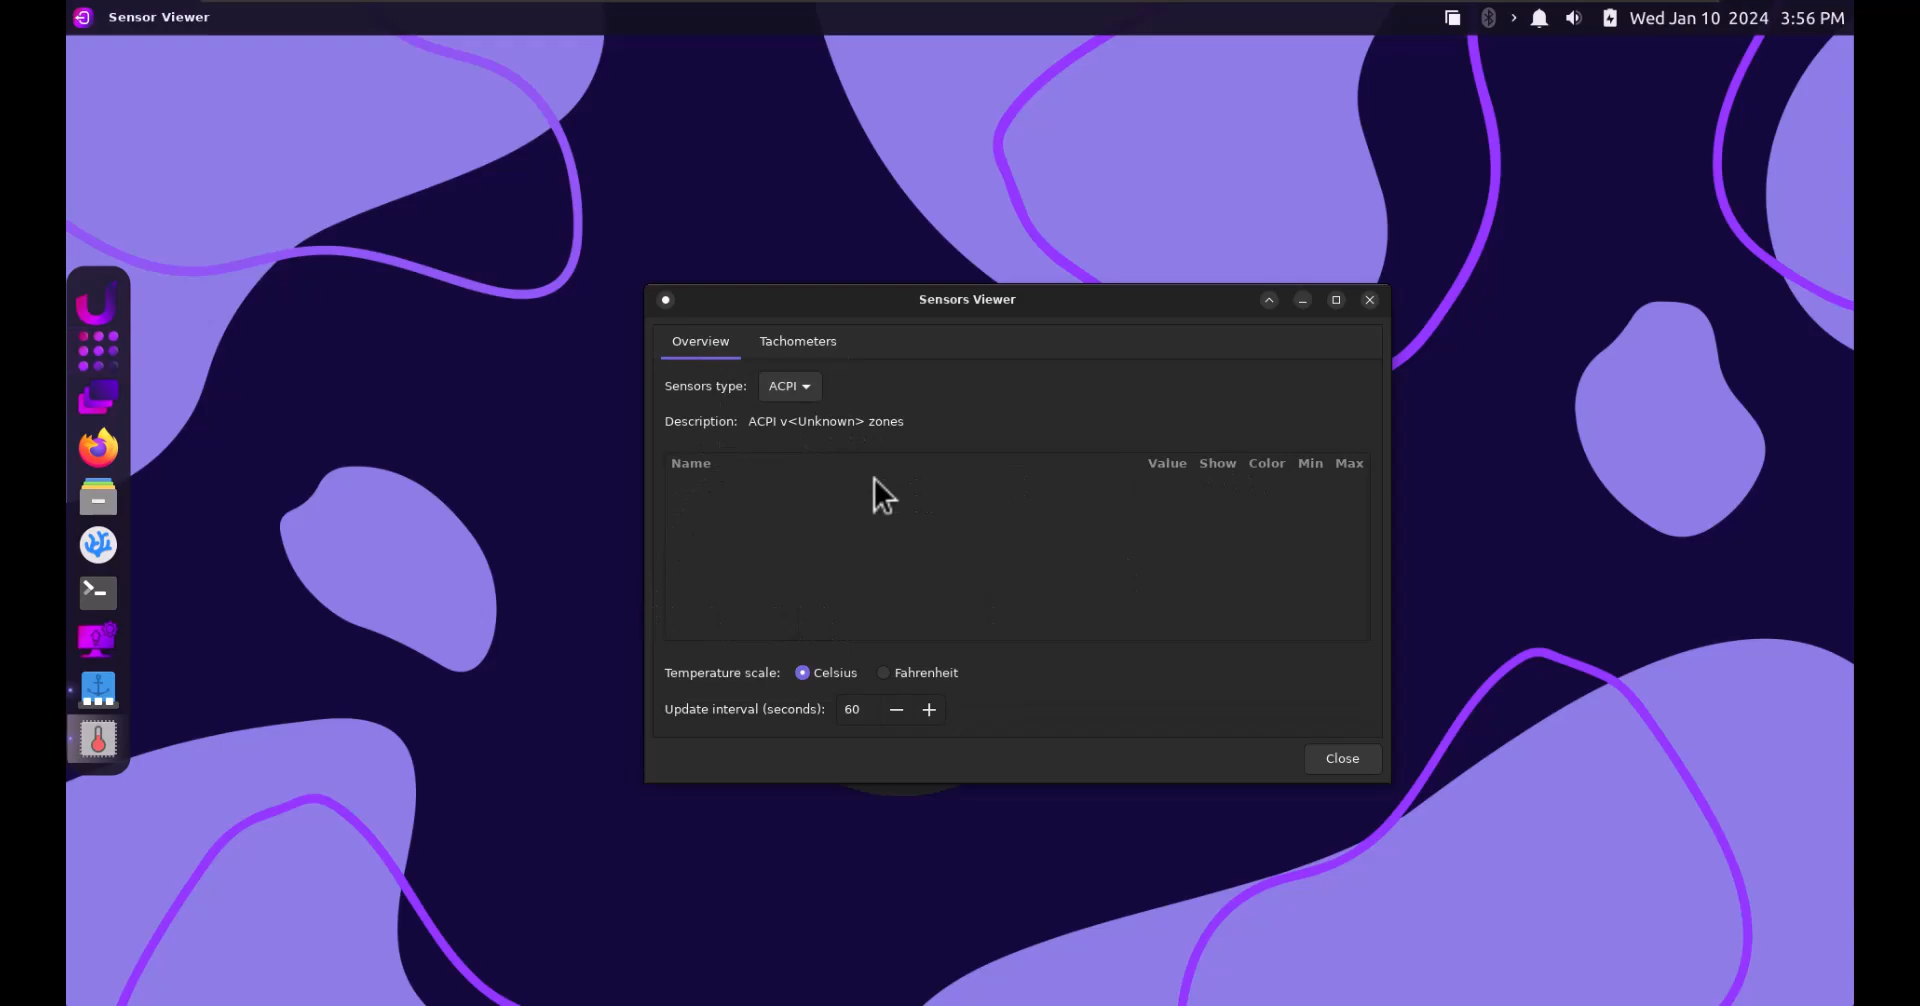 Sensor Viewer
Wed Jan 10 2024 3:56 PM
Sensors Viewer
Overview Tachometers
Sensors type: ACPI
Description: ACPI v<Unknown> zones
Name Value Show Color Min Max
Temperature scale: Celsius Fahrenheit
Update interval (seconds): 60 − +
Close